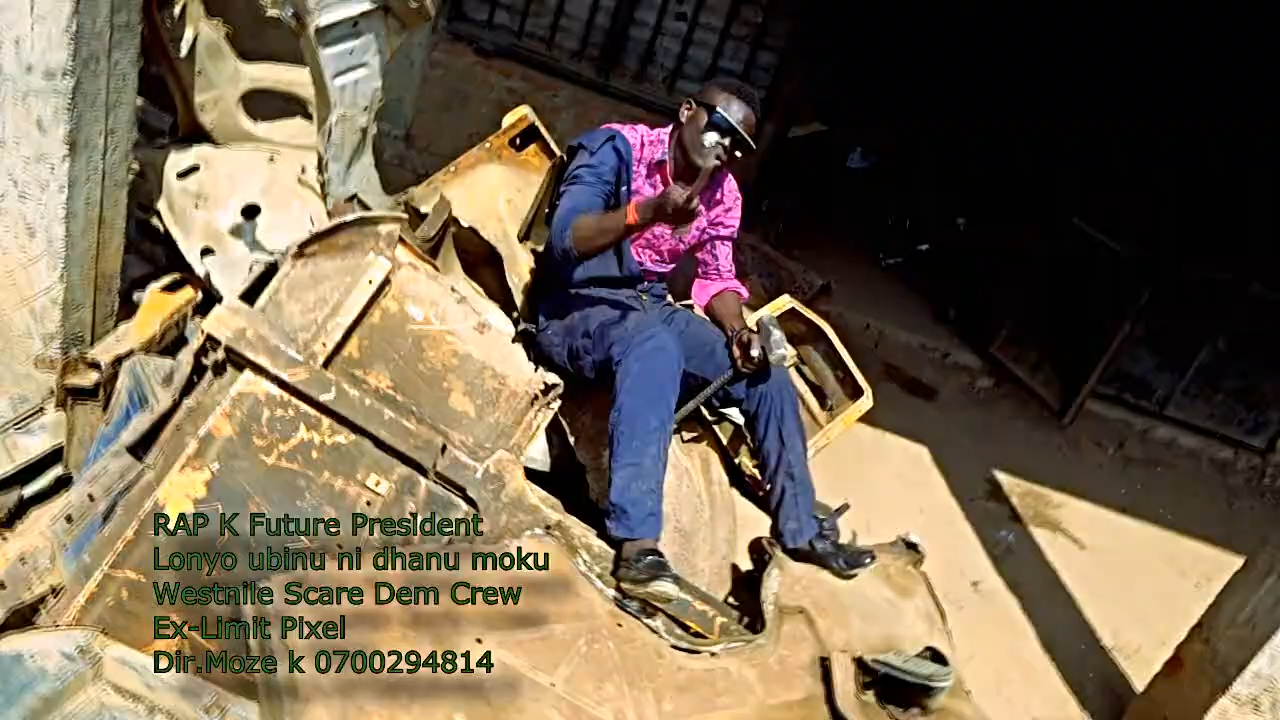 RAP K Future President
Lonyo ubinu ni dhanu moku
Westnile Scare Dem Crew
Ex-Limit Pixel
Dir.Moze k 0700294814